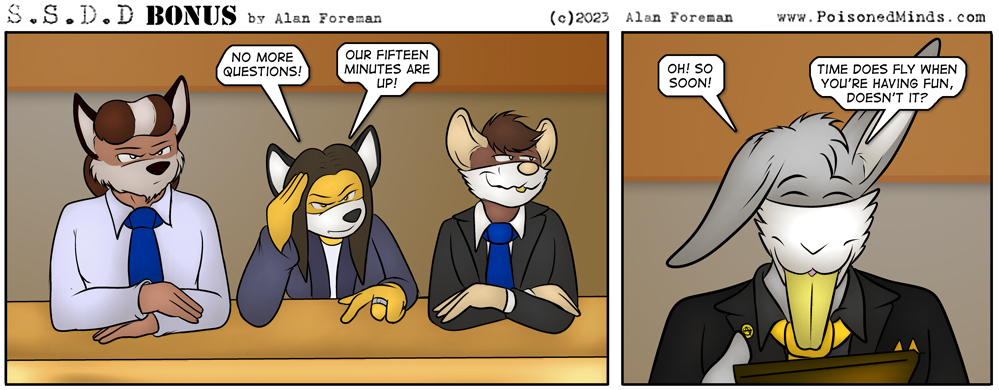 S.S.D.D BONUS by Alan Foreman (c)2023 Alan Foreman www.PoisonedMinds.com
NO MORE
QUESTIONS!
OUR FIFTEEN
MINUTES ARE
UP!
OH! SO
SOON!
TIME DOES FLY WHEN
YOU'RE HAVING FUN,
DOESN'T IT?